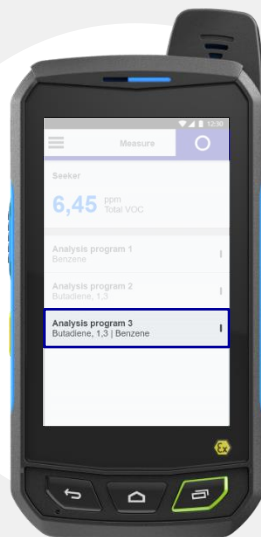 12:30
Measure
Seeker
6,45 ppm
Total VOC
Analysis program 1
Benzene
Analysis program 2
Butadiene, 1,3
Analysis program 3
Butadiene, 1,3 | Benzene
Ex